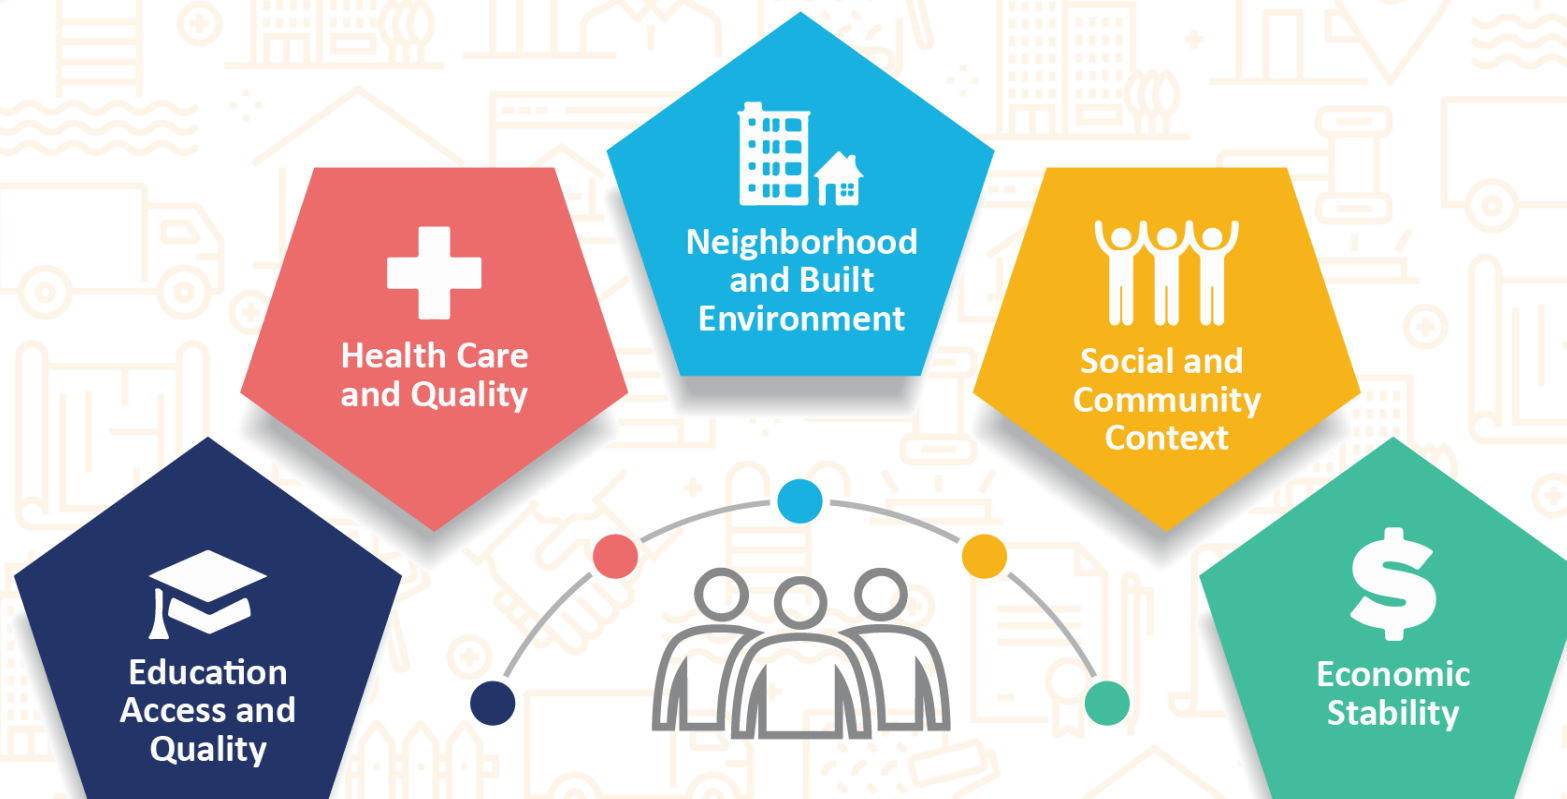 Neighborhood
and Built
Environment
Health Care
and Quality
Social and
Community
Context
Education
Access and
Quality
Economic
Stability